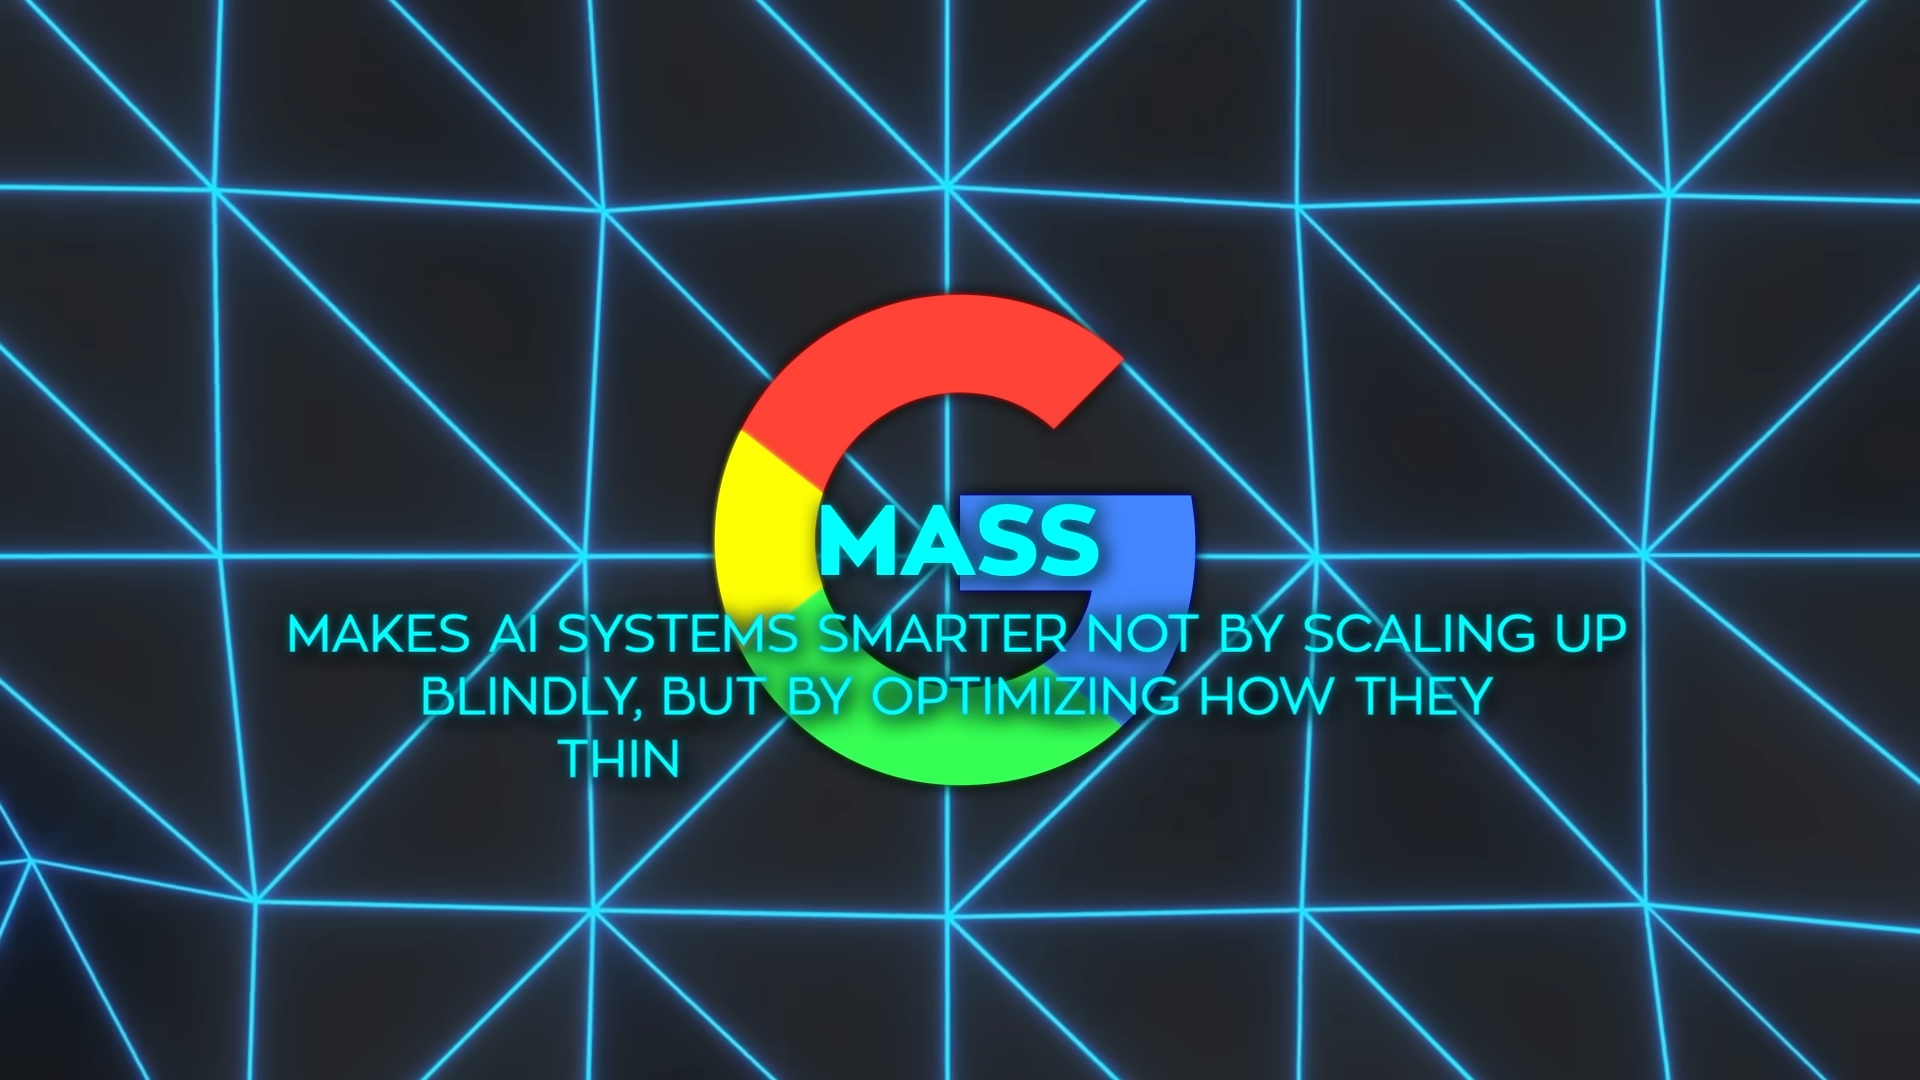 MASS
MAKES AI SYSTEMS SMARTER NOT BY SCALING UP
BLINDLY, BUT BY OPTIMIZING HOW THEY
THIN